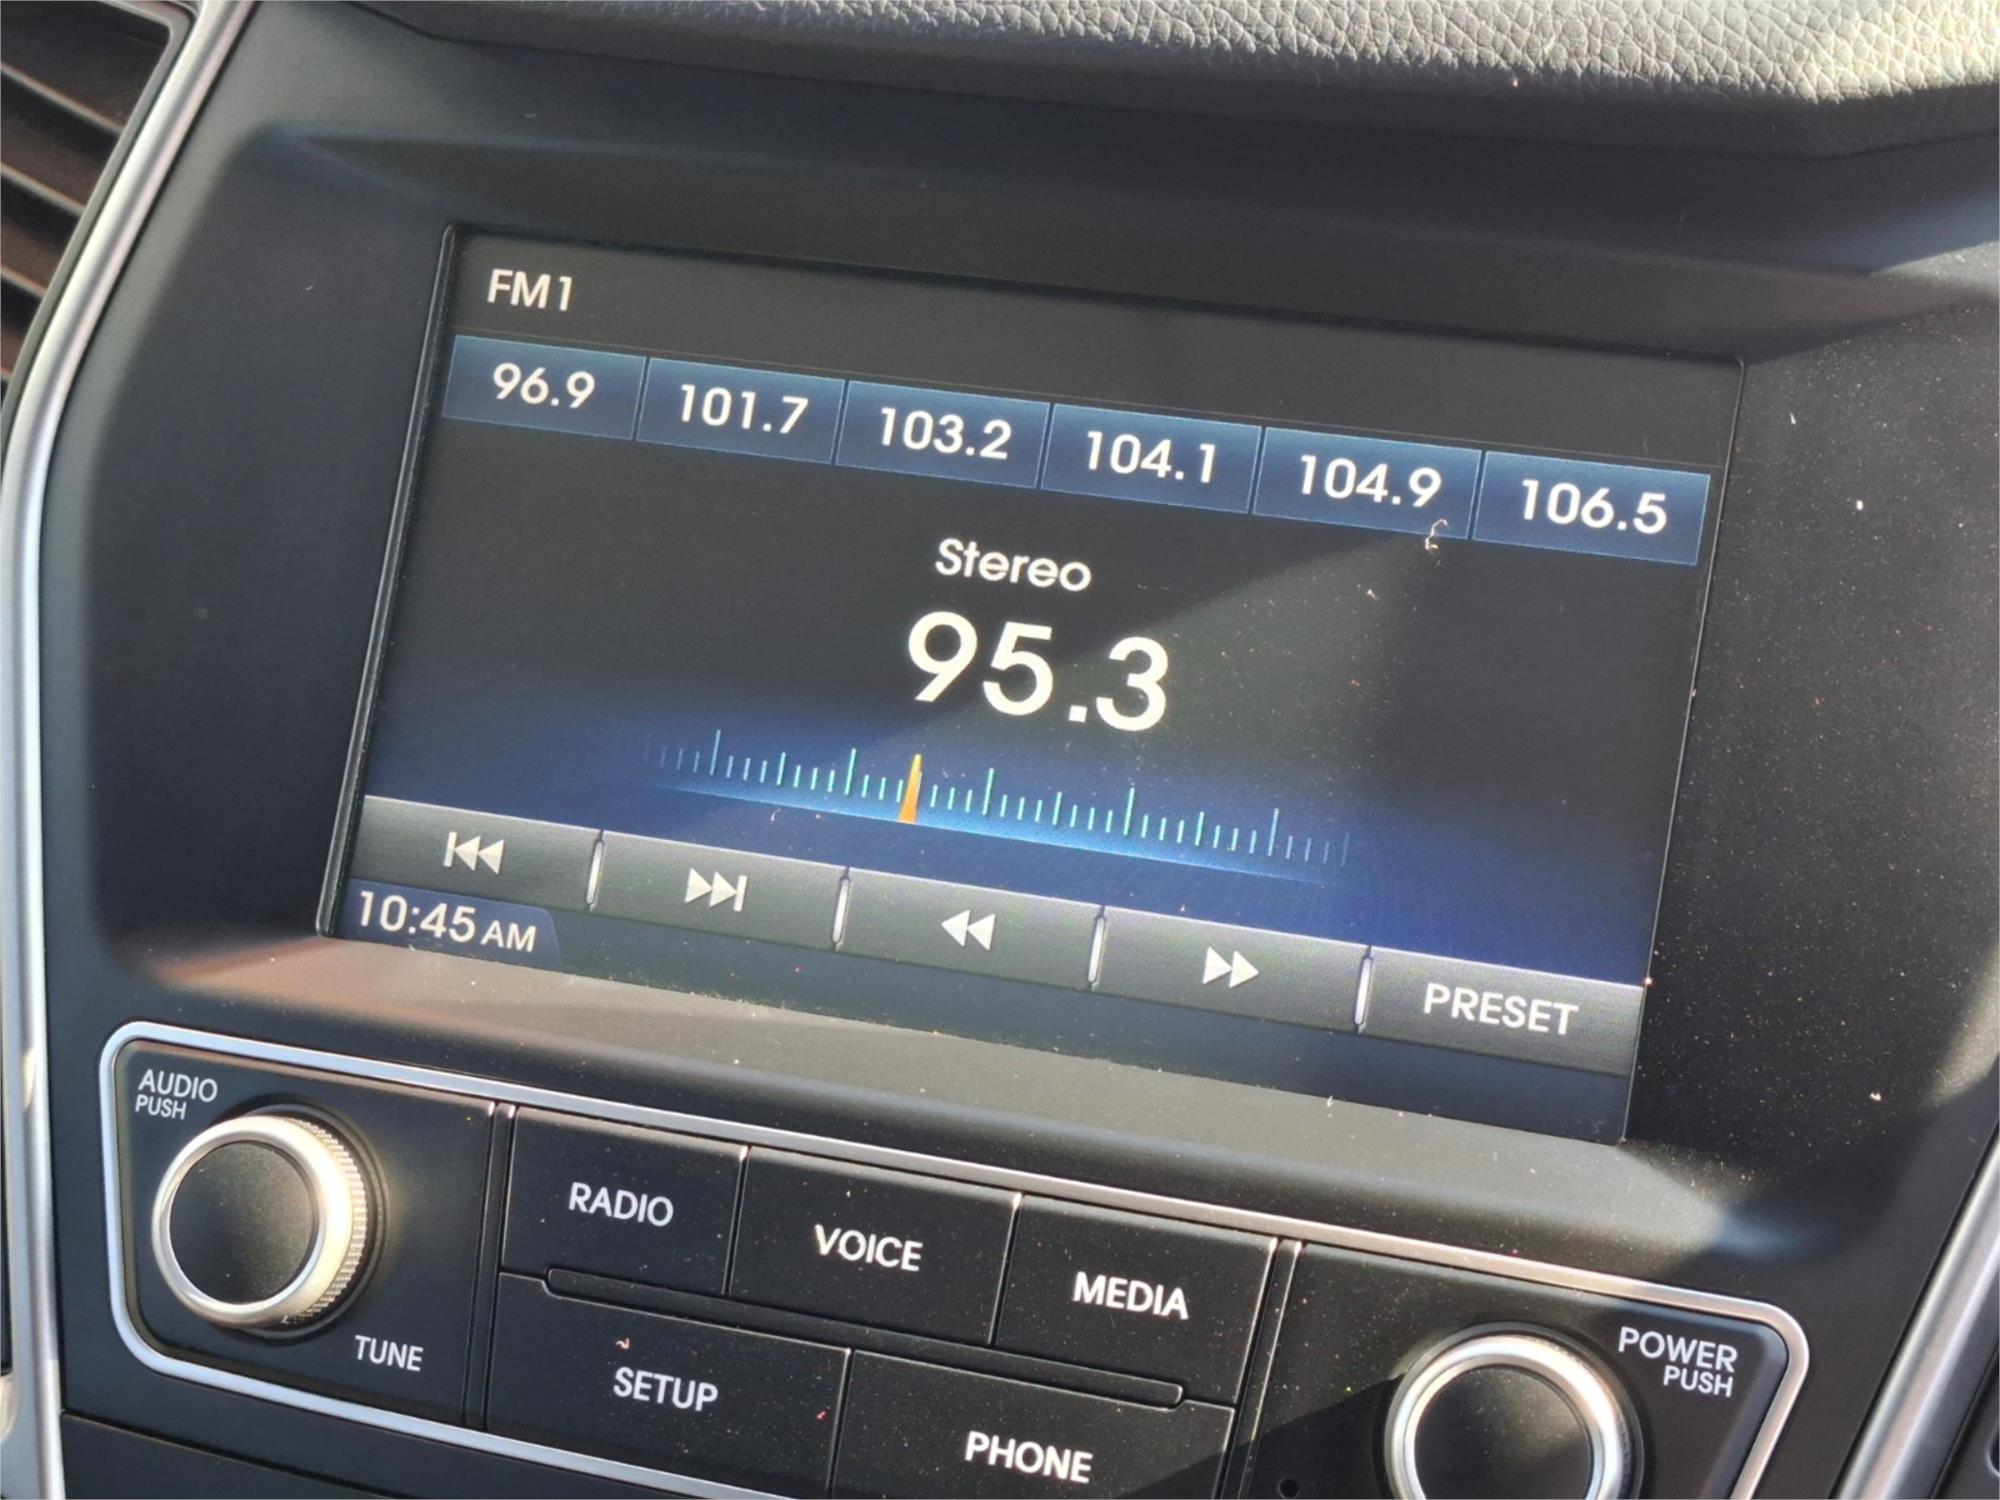 FM1
96.9 101.7 103.2 104.1 104.9 106.5
Stereo
95.3
10:45 AM
PRESET
AUDIO
PUSH
TUNE
RADIO
VOICE
MEDIA
SETUP
PHONE
POWER
PUSH